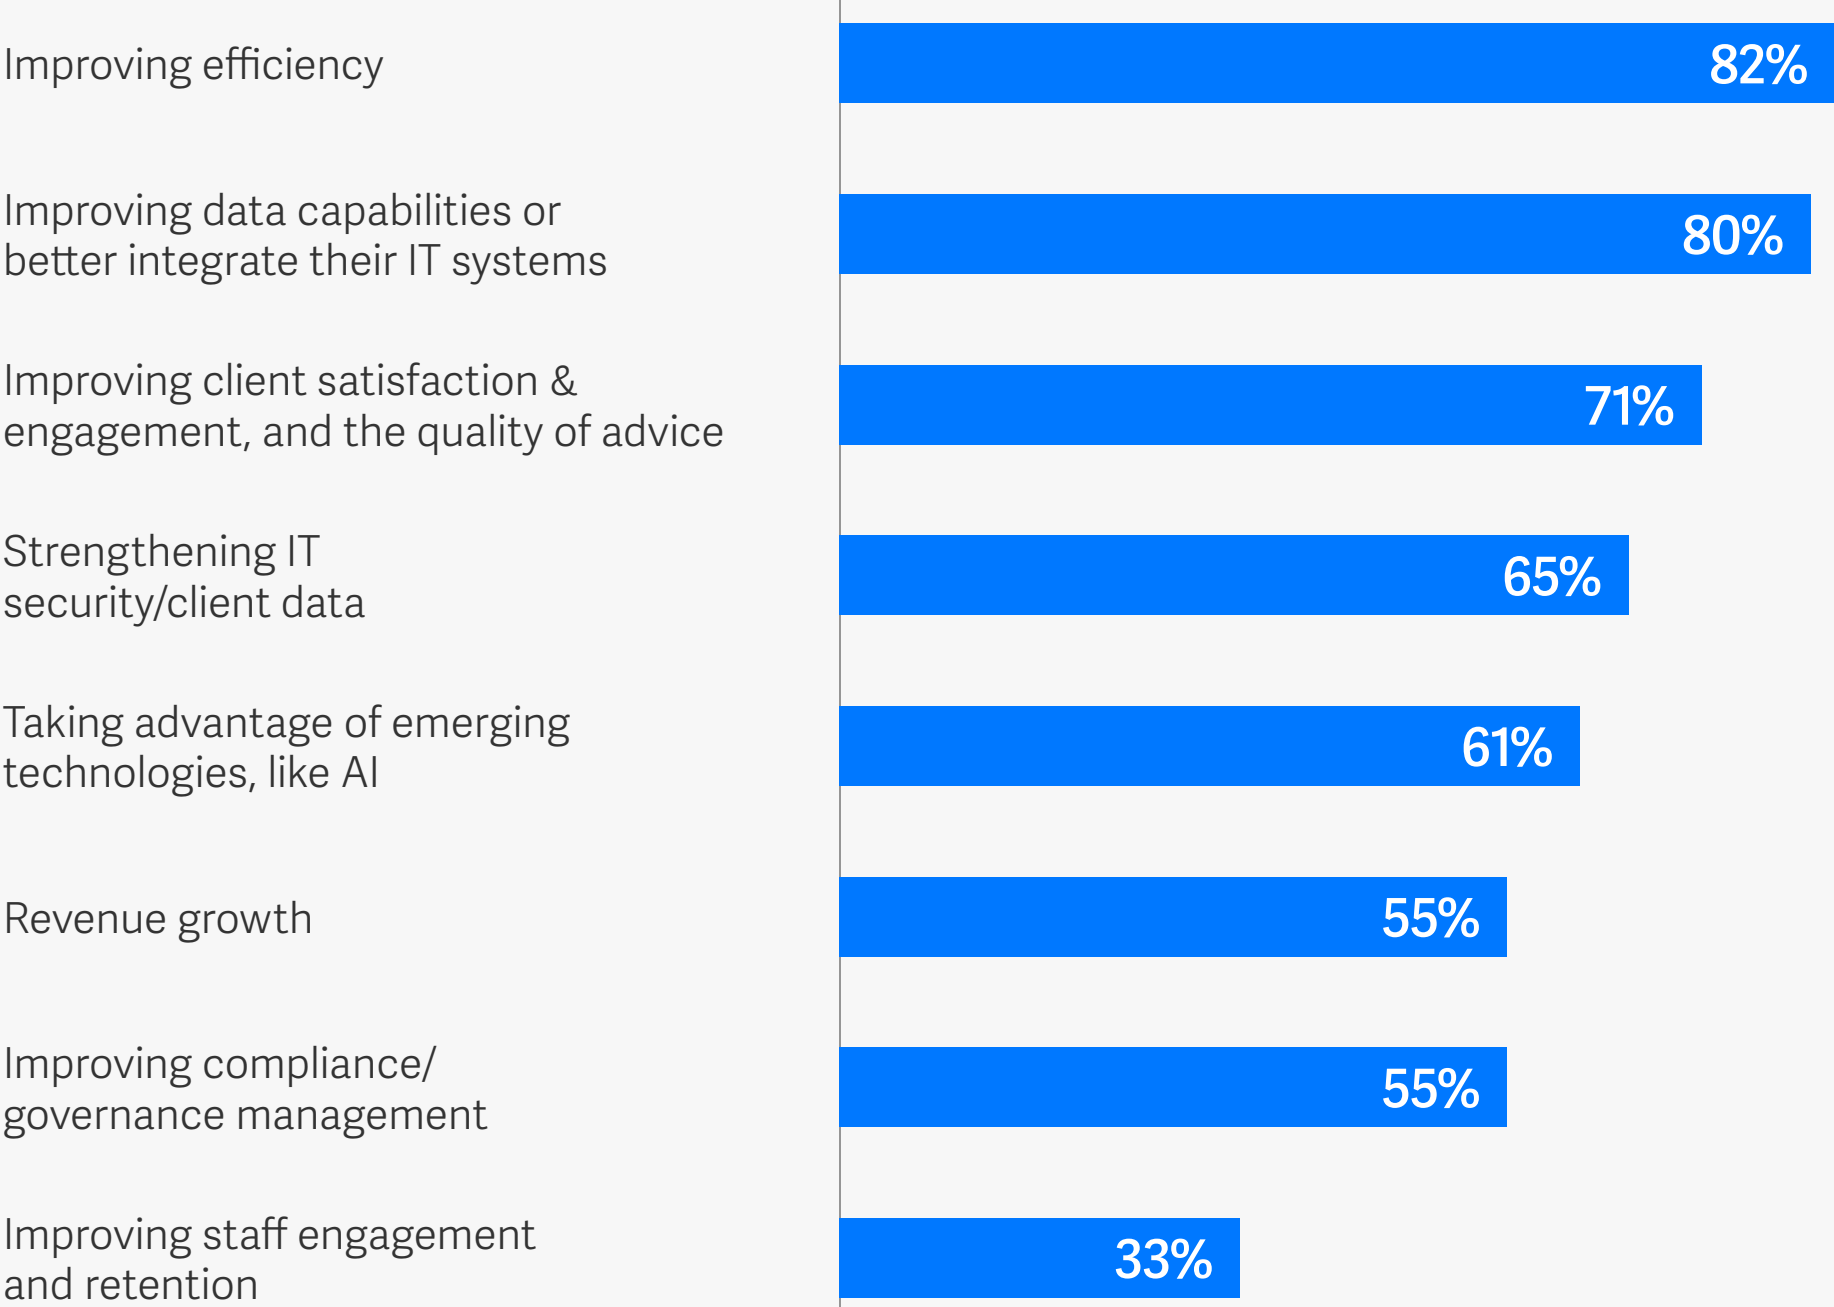 Improving efficiency
82%
Improving data capabilities or
better integrate their IT systems
80%
Improving client satisfaction &
engagement, and the quality of advice
71%
Strengthening IT
security/client data
65%
Taking advantage of emerging
technologies, like AI
61%
Revenue growth
55%
Improving compliance/
governance management
55%
Improving staff engagement
and retention
33%